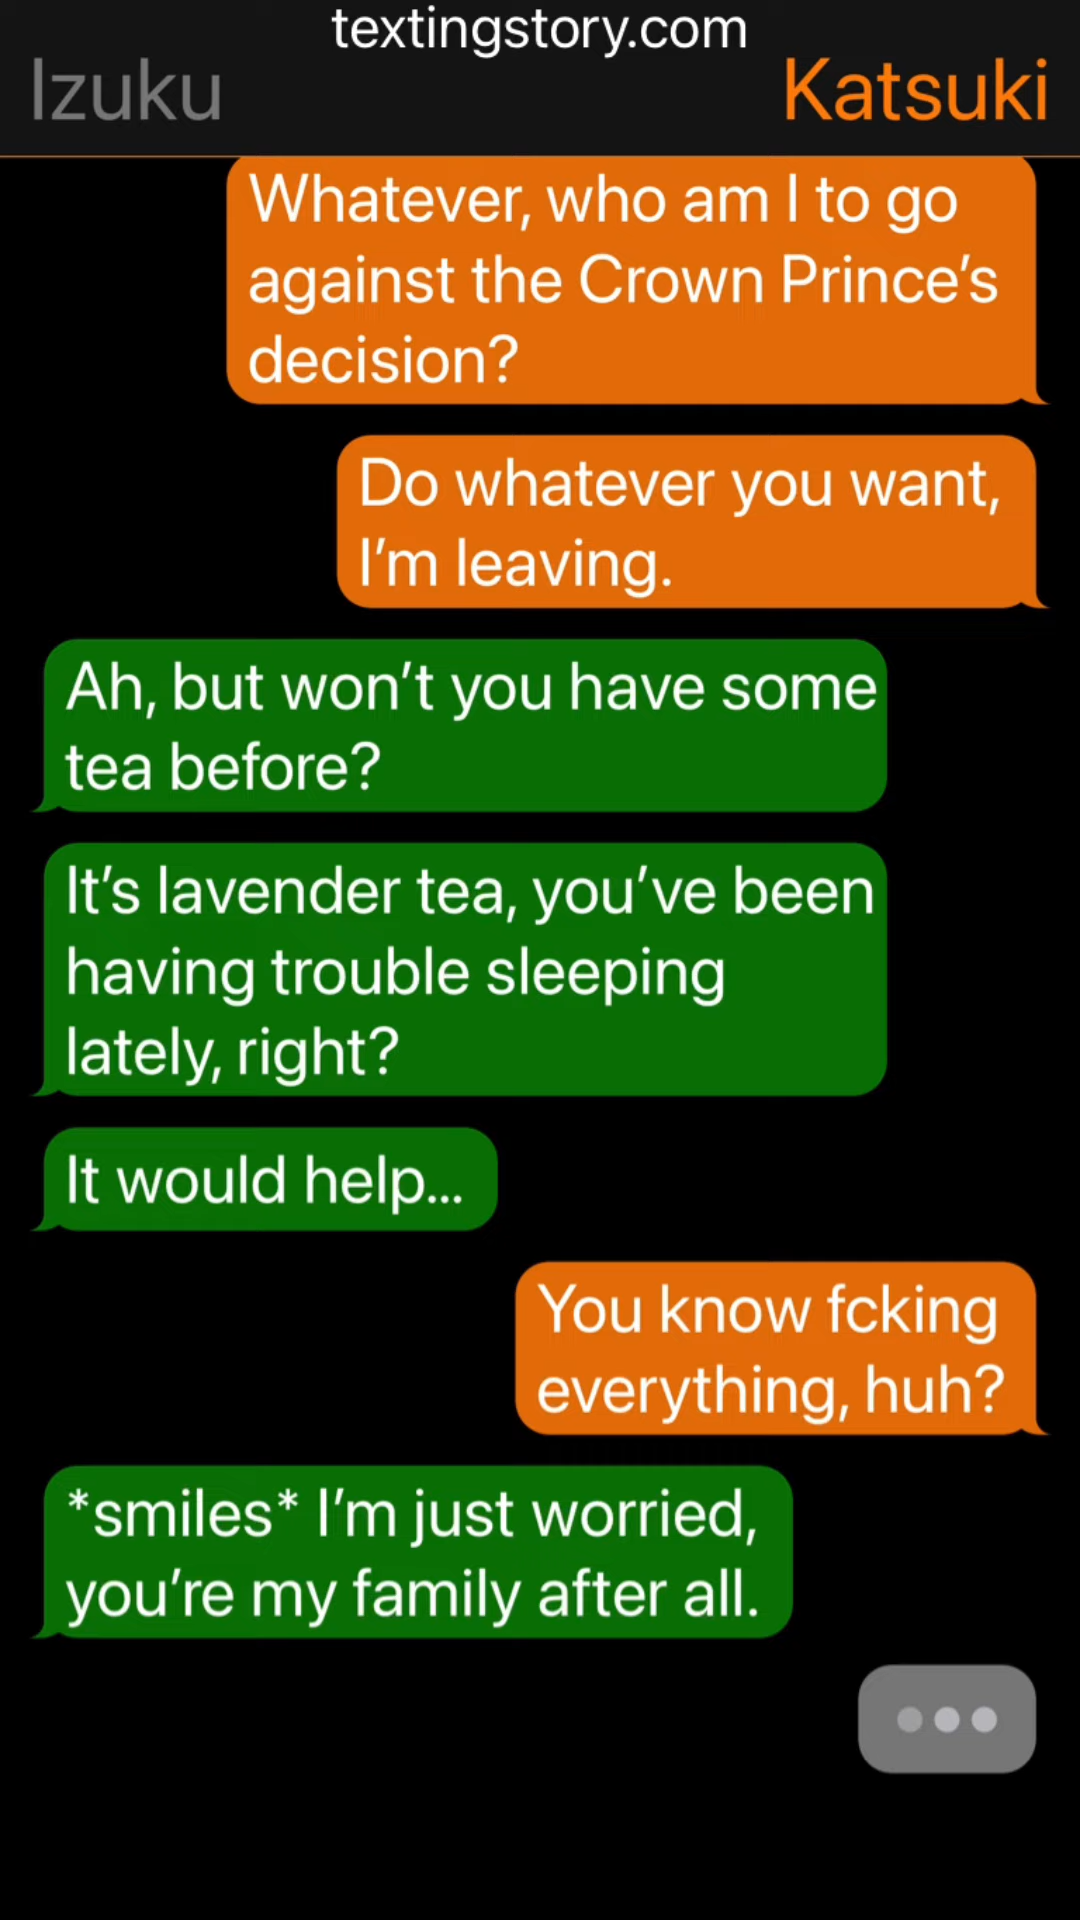 textingstory.com
Izuku
Katsuki
Whatever, who am I to go
against the Crown Prince’s
decision?
Do whatever you want,
I’m leaving.
Ah, but won’t you have some
tea before?
It’s lavender tea, you’ve been
having trouble sleeping
lately, right?
It would help...
You know fcking
everything, huh?
*smiles* I’m just worried,
you’re my family after all.